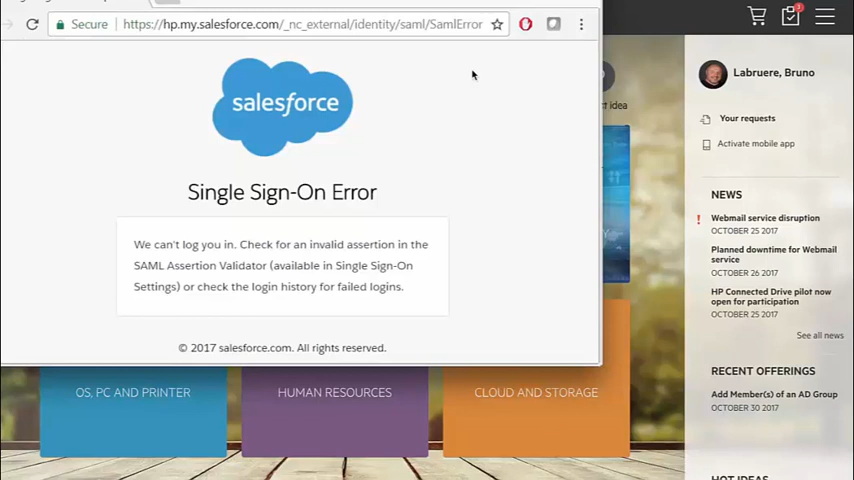 Secure
https://hp.my.salesforce.com/_nc_external/identity/saml/SamlError
salesforce
Single Sign-On Error
We can't log you in. Check for an invalid assertion in the
SAML Assertion Validator (available in Single Sign-On
Settings) or check the login history for failed logins.
© 2017 salesforce.com. All rights reserved.
idea
OS, PC AND PRINTER
HUMAN RESOURCES
CLOUD AND STORAGE
Labruere, Bruno
Your requests
Activate mobile app
NEWS
! Webmail service disruption
OCTOBER 25 2017
Planned downtime for Webmail
service
OCTOBER 26 2017
HP Connected Drive pilot now
open for participation
OCTOBER 25 2017
See all news
RECENT OFFERINGS
Add Member(s) of an AD Group
OCTOBER 30 2017
HOT IDEAS